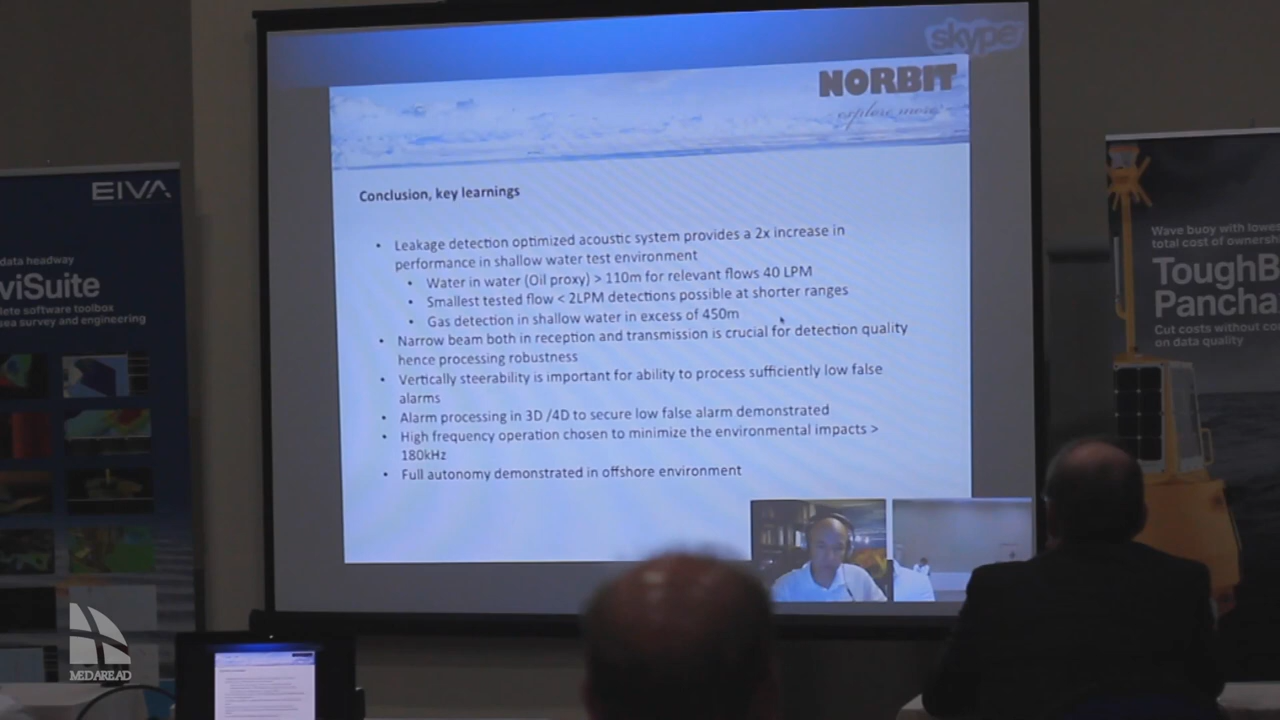 skype
NORBIT
explore more
Conclusion, key learnings
• Leakage detection optimized acoustic system provides a 2x increase in
performance in shallow water test environment
• Water in water (Oil proxy) > 110m for relevant flows 40 LPM
• Smallest tested flow < 2LPM detections possible at shorter ranges
• Gas detection in shallow water in excess of 450m
• Narrow beam both in reception and transmission is crucial for detection quality
hence processing robustness
• Vertically steerability is important for ability to process sufficiently low false
alarms
• Alarm processing in 3D /4D to secure low false alarm demonstrated
• High frequency operation chosen to minimize the environmental impacts >
180kHz
• Full autonomy demonstrated in offshore environment
EIVA
data headway
viSuite
lete software toolbox
sea survey and engineering
Wave buoy with lowes
total cost of ownersh
ToughB
Pancha
Cut costs without co
on data quality
MEDAREAD